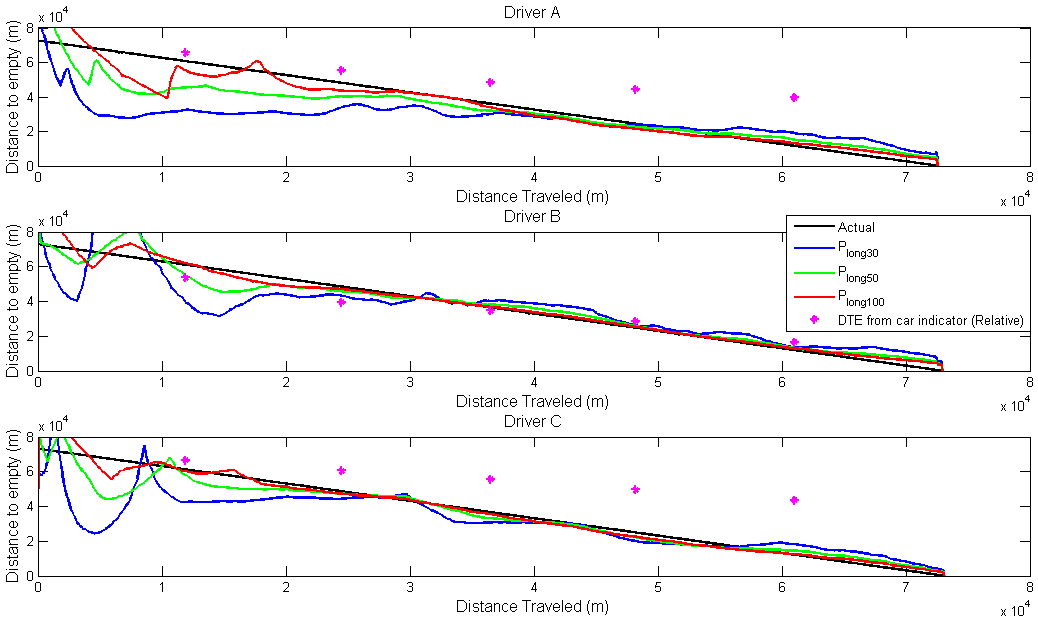 Driver A
x 10^4
Distance to empty (m)
8
6
4
2
0
0 1 2 3 4 5 6 7 8
Distance Traveled (m)
x 10^4
Driver B
x 10^4
Distance to empty (m)
8
6
4
2
0
Actual
P_long30
P_long50
P_long100
DTE from car indicator (Relative)
0 1 2 3 4 5 6 7 8
Distance Traveled (m)
x 10^4
Driver C
x 10^4
Distance to empty (m)
8
6
4
2
0
0 1 2 3 4 5 6 7 8
Distance Traveled (m)
x 10^4